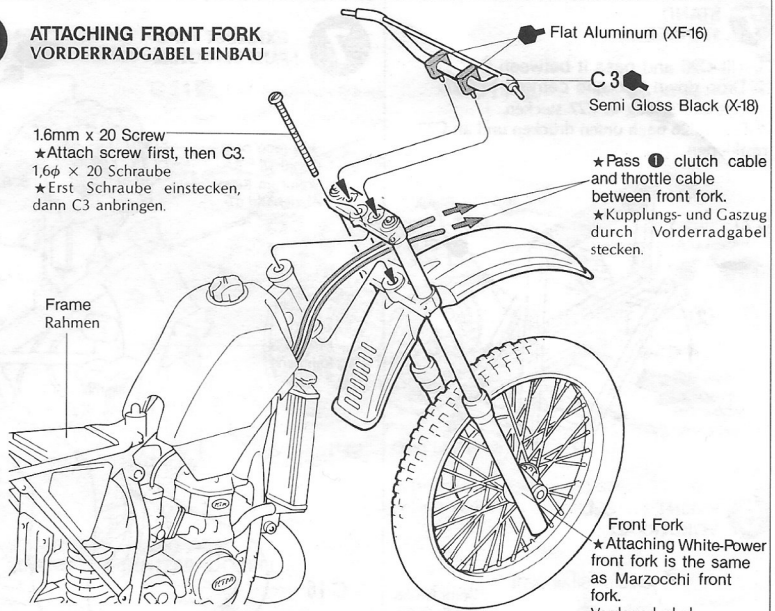 ATTACHING FRONT FORK
VORDERRADGABEL EINBAU
Flat Aluminum (XF-16)
C3
Semi Gloss Black (X-18)
1.6mm x 20 Screw
★Attach screw first, then C3.
1,6ϕ × 20 Schraube
★Erst Schraube einstecken,
dann C3 anbringen.
★Pass ❶ clutch cable
and throttle cable
between front fork.
★Kupplungs- und Gaszug
durch Vorderradgabel
stecken.
Frame
Rahmen
KTM
KTM
Front Fork
★Attaching White-Power
front fork is the same
as Marzocchi front
fork.